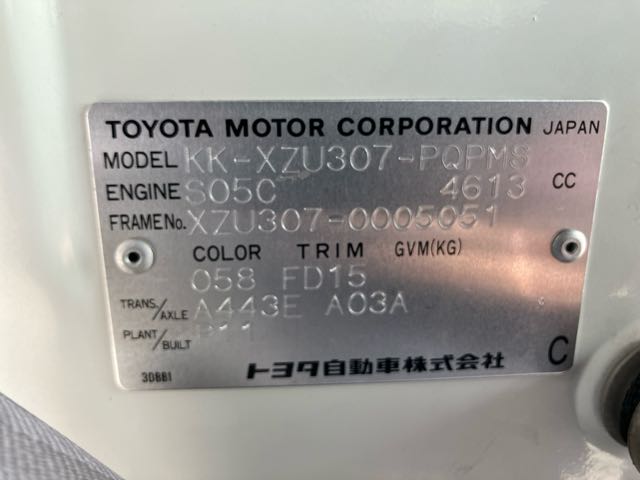 TOYOTA MOTOR CORPORATION JAPAN
MODEL KK-XZU307-PQPMS
ENGINE S05C 4613 CC
FRAME No. XZU307-0005051
COLOR TRIM GVM(KG)
058 FD15
TRANS./AXLE A443E A03A
PLANT/BUILT P11
トヨタ自動車株式会社 C
3DBB1